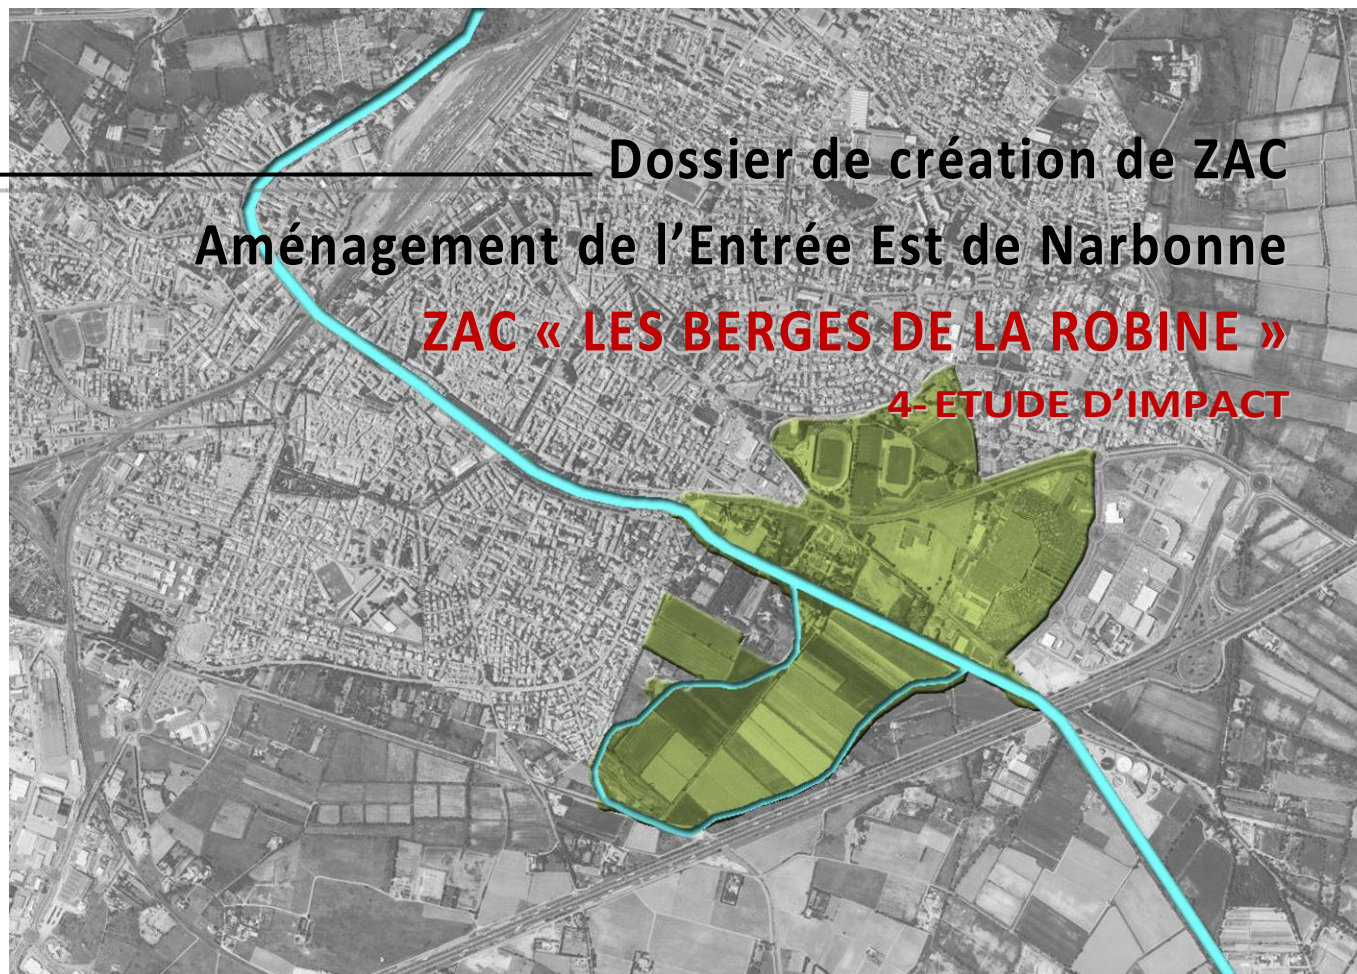 Dossier de création de ZAC
Aménagement de l’Entrée Est de Narbonne
ZAC « LES BERGES DE LA ROBINE »
4- ETUDE D’IMPACT